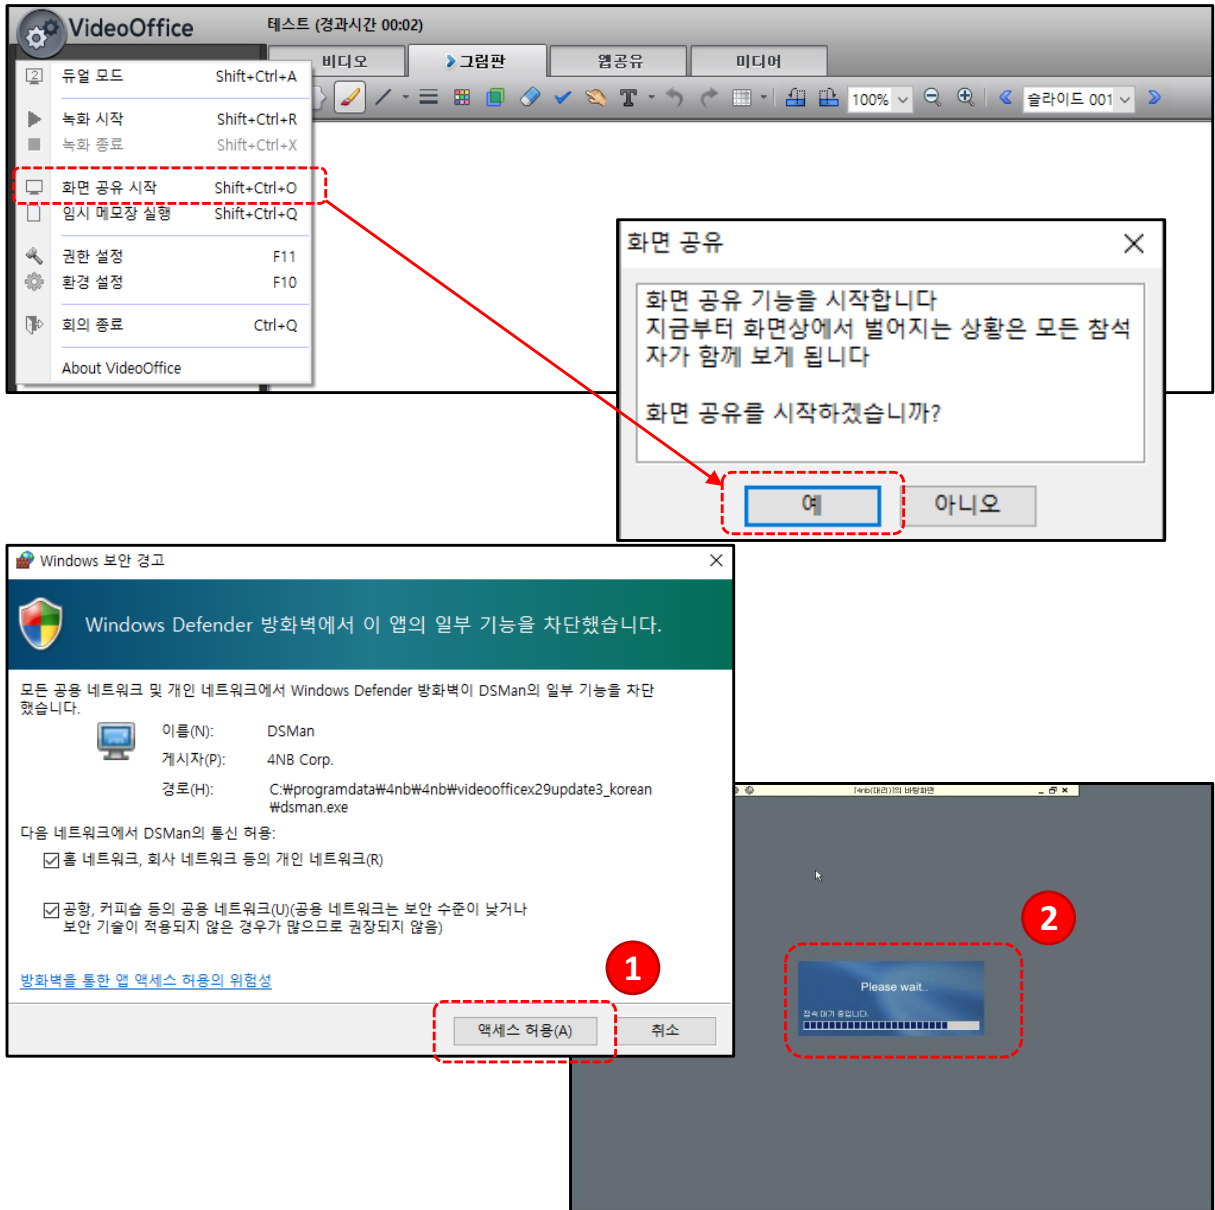 VideoOffice
테스트 (경과시간 00:02)
비디오
그림판
웹공유
미디어
T
100%
슬라이드 001
2 듀얼 모드 Shift+Ctrl+A
녹화 시작 Shift+Ctrl+R
녹화 종료 Shift+Ctrl+X
화면 공유 시작 Shift+Ctrl+O
임시 메모장 실행 Shift+Ctrl+Q
권한 설정 F11
환경 설정 F10
회의 종료 Ctrl+Q
About VideoOffice
화면 공유
화면 공유 기능을 시작합니다
지금부터 화면상에서 벌어지는 상황은 모든 참석
자가 함께 보게 됩니다
화면 공유를 시작하겠습니까?
예
아니오
Windows 보안 경고
Windows Defender 방화벽에서 이 앱의 일부 기능을 차단했습니다.
모든 공용 네트워크 및 개인 네트워크에서 Windows Defender 방화벽이 DSMan의 일부 기능을 차단
했습니다.
이름(N): DSMan
게시자(P): 4NB Corp.
경로(H): C:₩programdata₩4nb₩4nb₩videoofficex29update3_korean
₩dsman.exe
다음 네트워크에서 DSMan의 통신 허용:
홈 네트워크, 회사 네트워크 등의 개인 네트워크(R)
공항, 커피숍 등의 공용 네트워크(U)(공용 네트워크는 보안 수준이 낮거나
보안 기술이 적용되지 않은 경우가 많으므로 권장되지 않음)
방화벽을 통한 앱 액세스 허용의 위험성
1
액세스 허용(A)
취소
[4nb(대리)]의 바탕화면
2
Please wait..
접속 대기 중입니다.